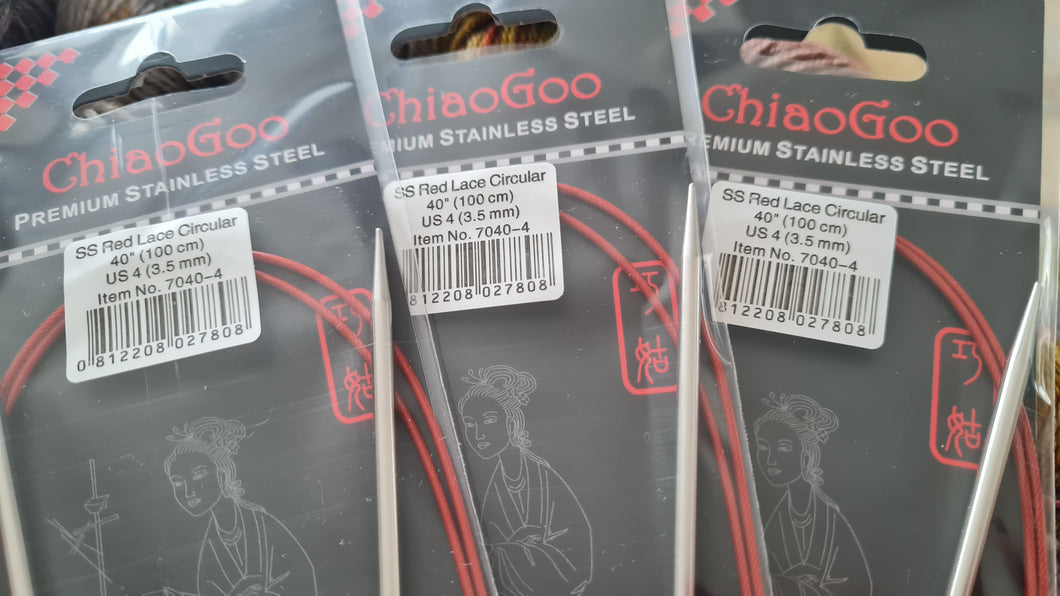 ChiaoGoo
PREMIUM STAINLESS STEEL
SS Red Lace Circular
40" (100 cm)
US 4 (3.5 mm)
Item No. 7040-4
0 812208 027808
巧
姑
ChiaoGoo
EMIUM STAINLESS STEEL
SS Red Lace Circular
40" (100 cm)
US 4 (3.5 mm)
Item No. 7040-4
812208 027808
姑
ChiaoGoo
PREMIUM STAINLESS STEEL
SS Red Lace Circular
40" (100 cm)
US 4 (3.5 mm)
Item No. 7040-4
812208 027808
巧
姑